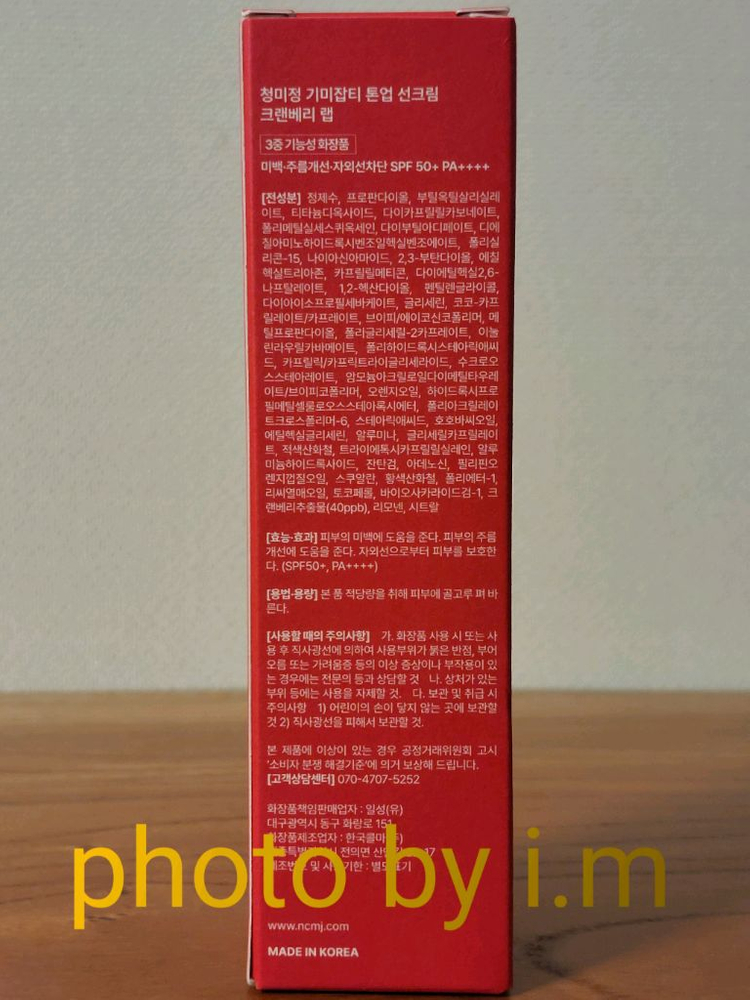 청미정 기미잡티 톤업 선크림
크랜베리 랩
3중 기능성 화장품
미백·주름개선·자외선차단 SPF 50+ PA++++
[전성분] 정제수, 프로판다이올, 부틸옥틸살리실레
이트, 티타늄디옥사이드, 다이카프릴릴카보네이트,
폴리메틸실세스퀴옥세인, 다이부틸아디페이트, 디에
칠아미노하이드록시벤조일헥실벤조에이트, 폴리실
리콘-15, 나이아신아마이드, 2,3-부탄다이올, 에칠
헥실트리아존, 카프릴릴메티콘, 다이에틸헥실2,6-
나프탈레이트, 1,2-헥산다이올, 펜틸렌글라이콜,
다이아이소프로필세바케이트, 글리세린, 코코-카프
릴레이트/카프레이트, 브이피/에이코신코폴리머, 메
틸프로판다이올, 폴리글리세릴-2카프레이트, 이눌
린라우릴카바메이트, 폴리하이드록시스테아릭애씨
드, 카프릴릭/카프릭트라이글리세라이드, 수크로오
스스테아레이트, 암모늄아크릴로일다이메틸타우레
이트/브이피코폴리머, 오렌지오일, 하이드록시프로
필메틸셀룰로오스스테아록시에터, 폴리아크릴레이
트크로스폴리머-6, 스테아릭애씨드, 호호바씨오일,
에틸헥실글리세린, 알루미나, 글리세릴카프릴레이
트, 적색산화철, 트라이에톡시카프릴릴실레인, 알루
미늄하이드록사이드, 잔탄검, 아데노신, 필리핀오
렌지껍질오일, 스쿠알란, 황색산화철, 폴리에터-1,
리씨열매오일, 토코페롤, 바이오사카라이드검-1, 크
랜베리추출물(40ppb), 리모넨, 시트랄
[효능·효과] 피부의 미백에 도움을 준다. 피부의 주름
개선에 도움을 준다. 자외선으로부터 피부를 보호한
다. (SPF50+, PA++++)
[용법·용량] 본 품 적당량을 취해 피부에 골고루 펴 바
른다.
[사용할 때의 주의사항] 가. 화장품 사용 시 또는 사
용 후 직사광선에 의하여 사용부위가 붉은 반점, 부어
오름 또는 가려움증 등의 이상 증상이나 부작용이 있
는 경우에는 전문의 등과 상담할 것 나. 상처가 있는
부위 등에는 사용을 자제할 것. 다. 보관 및 취급 시
주의사항 1) 어린이의 손이 닿지 않는 곳에 보관할
것 2) 직사광선을 피해서 보관할 것.
본 제품에 이상이 있는 경우 공정거래위원회 고시
'소비자 분쟁 해결기준'에 의거 보상해 드립니다.
[고객상담센터] 070-4707-5252
화장품책임판매업자 : 일성(유)
대구광역시 동구 화랑로 151
화장품제조업자 : 한국콜마(주)
전의면
제조번호 및 사용기한 : 별도표기
photo by i.m
www.ncmj.com
MADE IN KOREA